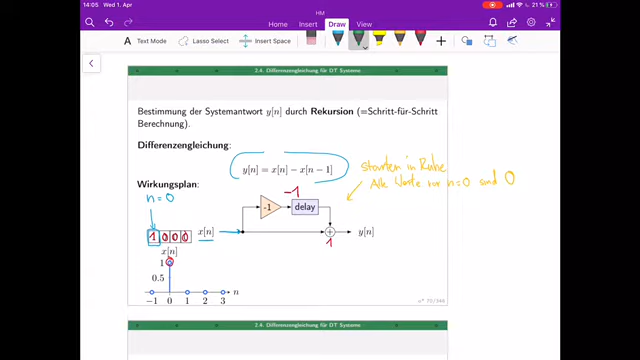 14:05 Mittwoch 1. Apr
HM
21 %
Home Insert Draw View
Text Mode Lasso Select Insert Space
2.4. Differenzengleichung für DT Systeme
Bestimmung der Systemantwort y[n] durch Rekursion (=Schritt-für-Schritt
Berechnung).
Differenzengleichung:
y[n] = x[n] − x[n − 1]
starten in Ruhe
Alle Werte vor n=0 sind 0
Wirkungsplan:
n=0
-1
-1 delay
1 0 0 0 x[n] + y[n]
1
x[n]
1
0.5
−1 0 1 2 3 n
2.4. Differenzengleichung für DT Systeme